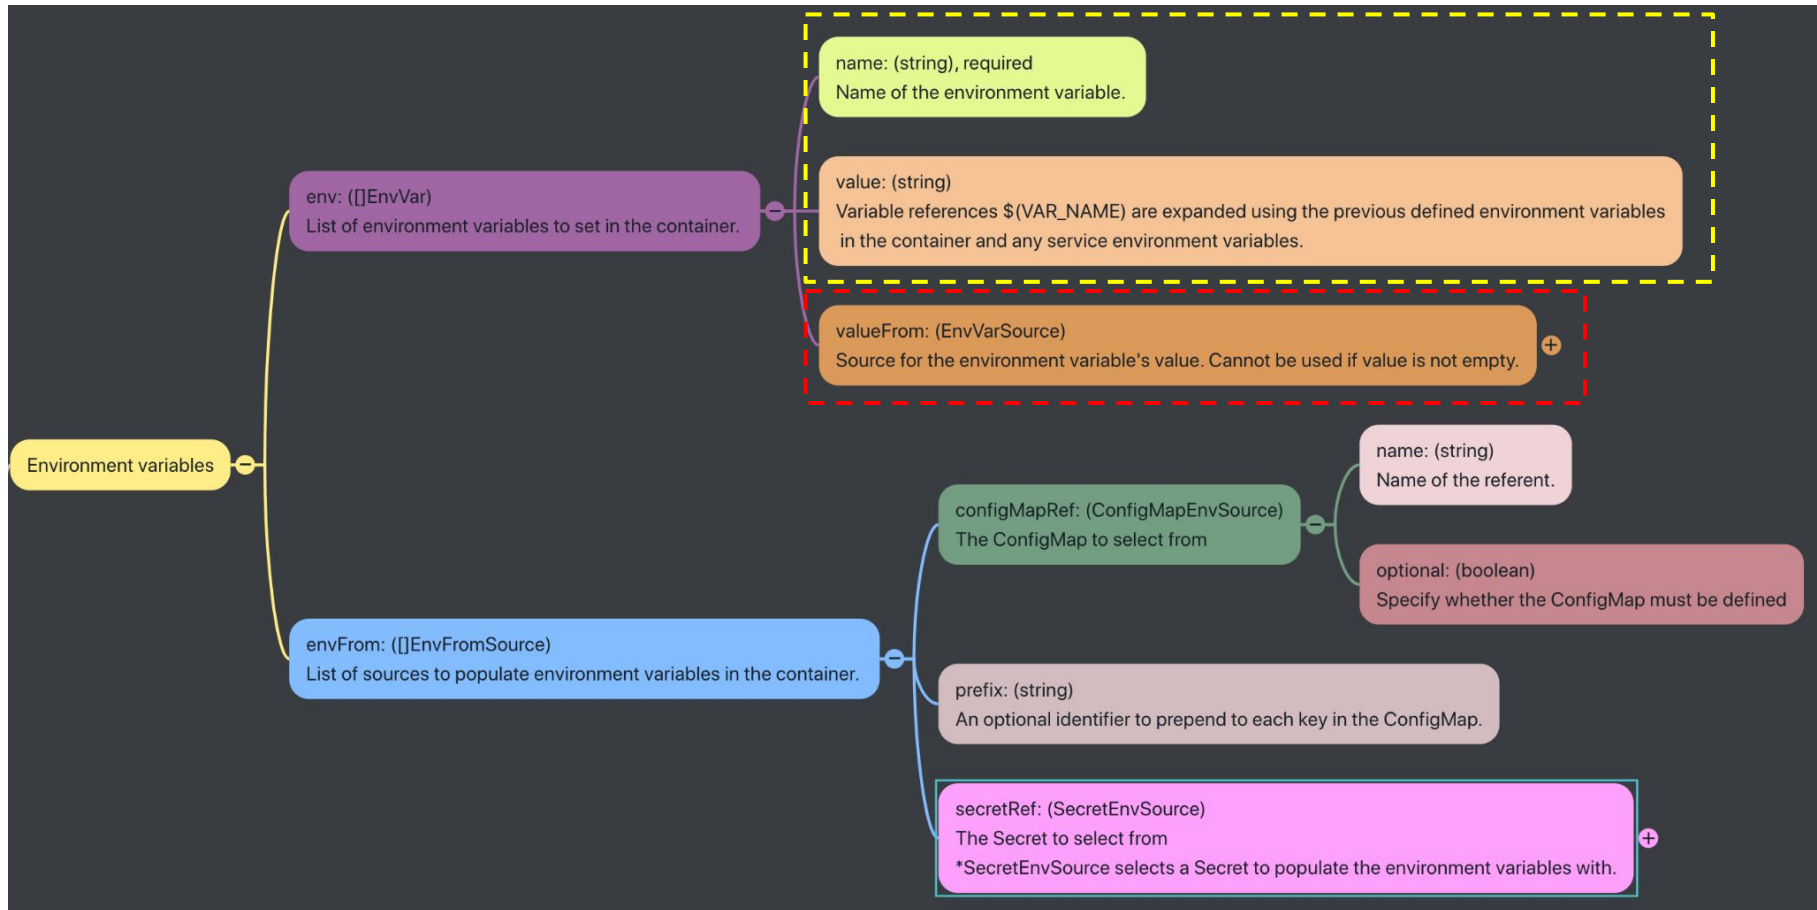 name: (string), required
Name of the environment variable.
value: (string)
Variable references $(VAR_NAME) are expanded using the previous defined environment variables
in the container and any service environment variables.
env: ([]EnvVar)
List of environment variables to set in the container.
valueFrom: (EnvVarSource)
Source for the environment variable's value. Cannot be used if value is not empty.
Environment variables
name: (string)
Name of the referent.
configMapRef: (ConfigMapEnvSource)
The ConfigMap to select from
optional: (boolean)
Specify whether the ConfigMap must be defined
envFrom: ([]EnvFromSource)
List of sources to populate environment variables in the container.
prefix: (string)
An optional identifier to prepend to each key in the ConfigMap.
secretRef: (SecretEnvSource)
The Secret to select from
*SecretEnvSource selects a Secret to populate the environment variables with.